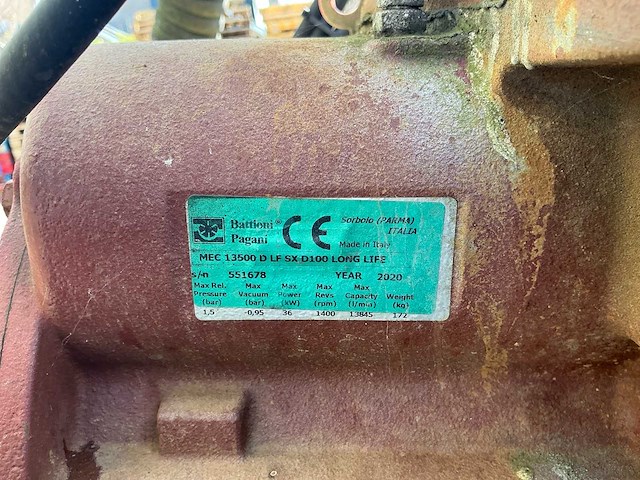 Battioni®
Pagani
CE
Sorbolo (PARMA)
ITALIA
Made in Italy
MEC 13500 D LF SX D100 LONG LIFE
s/n 551678 YEAR 2020
Max Rel. Pressure (bar) Max Vacuum (bar) Max Power (kW) Max Revs (rpm) Max Capacity (l/min) Weight (kg)
1,5 -0,95 36 1400 13845 172